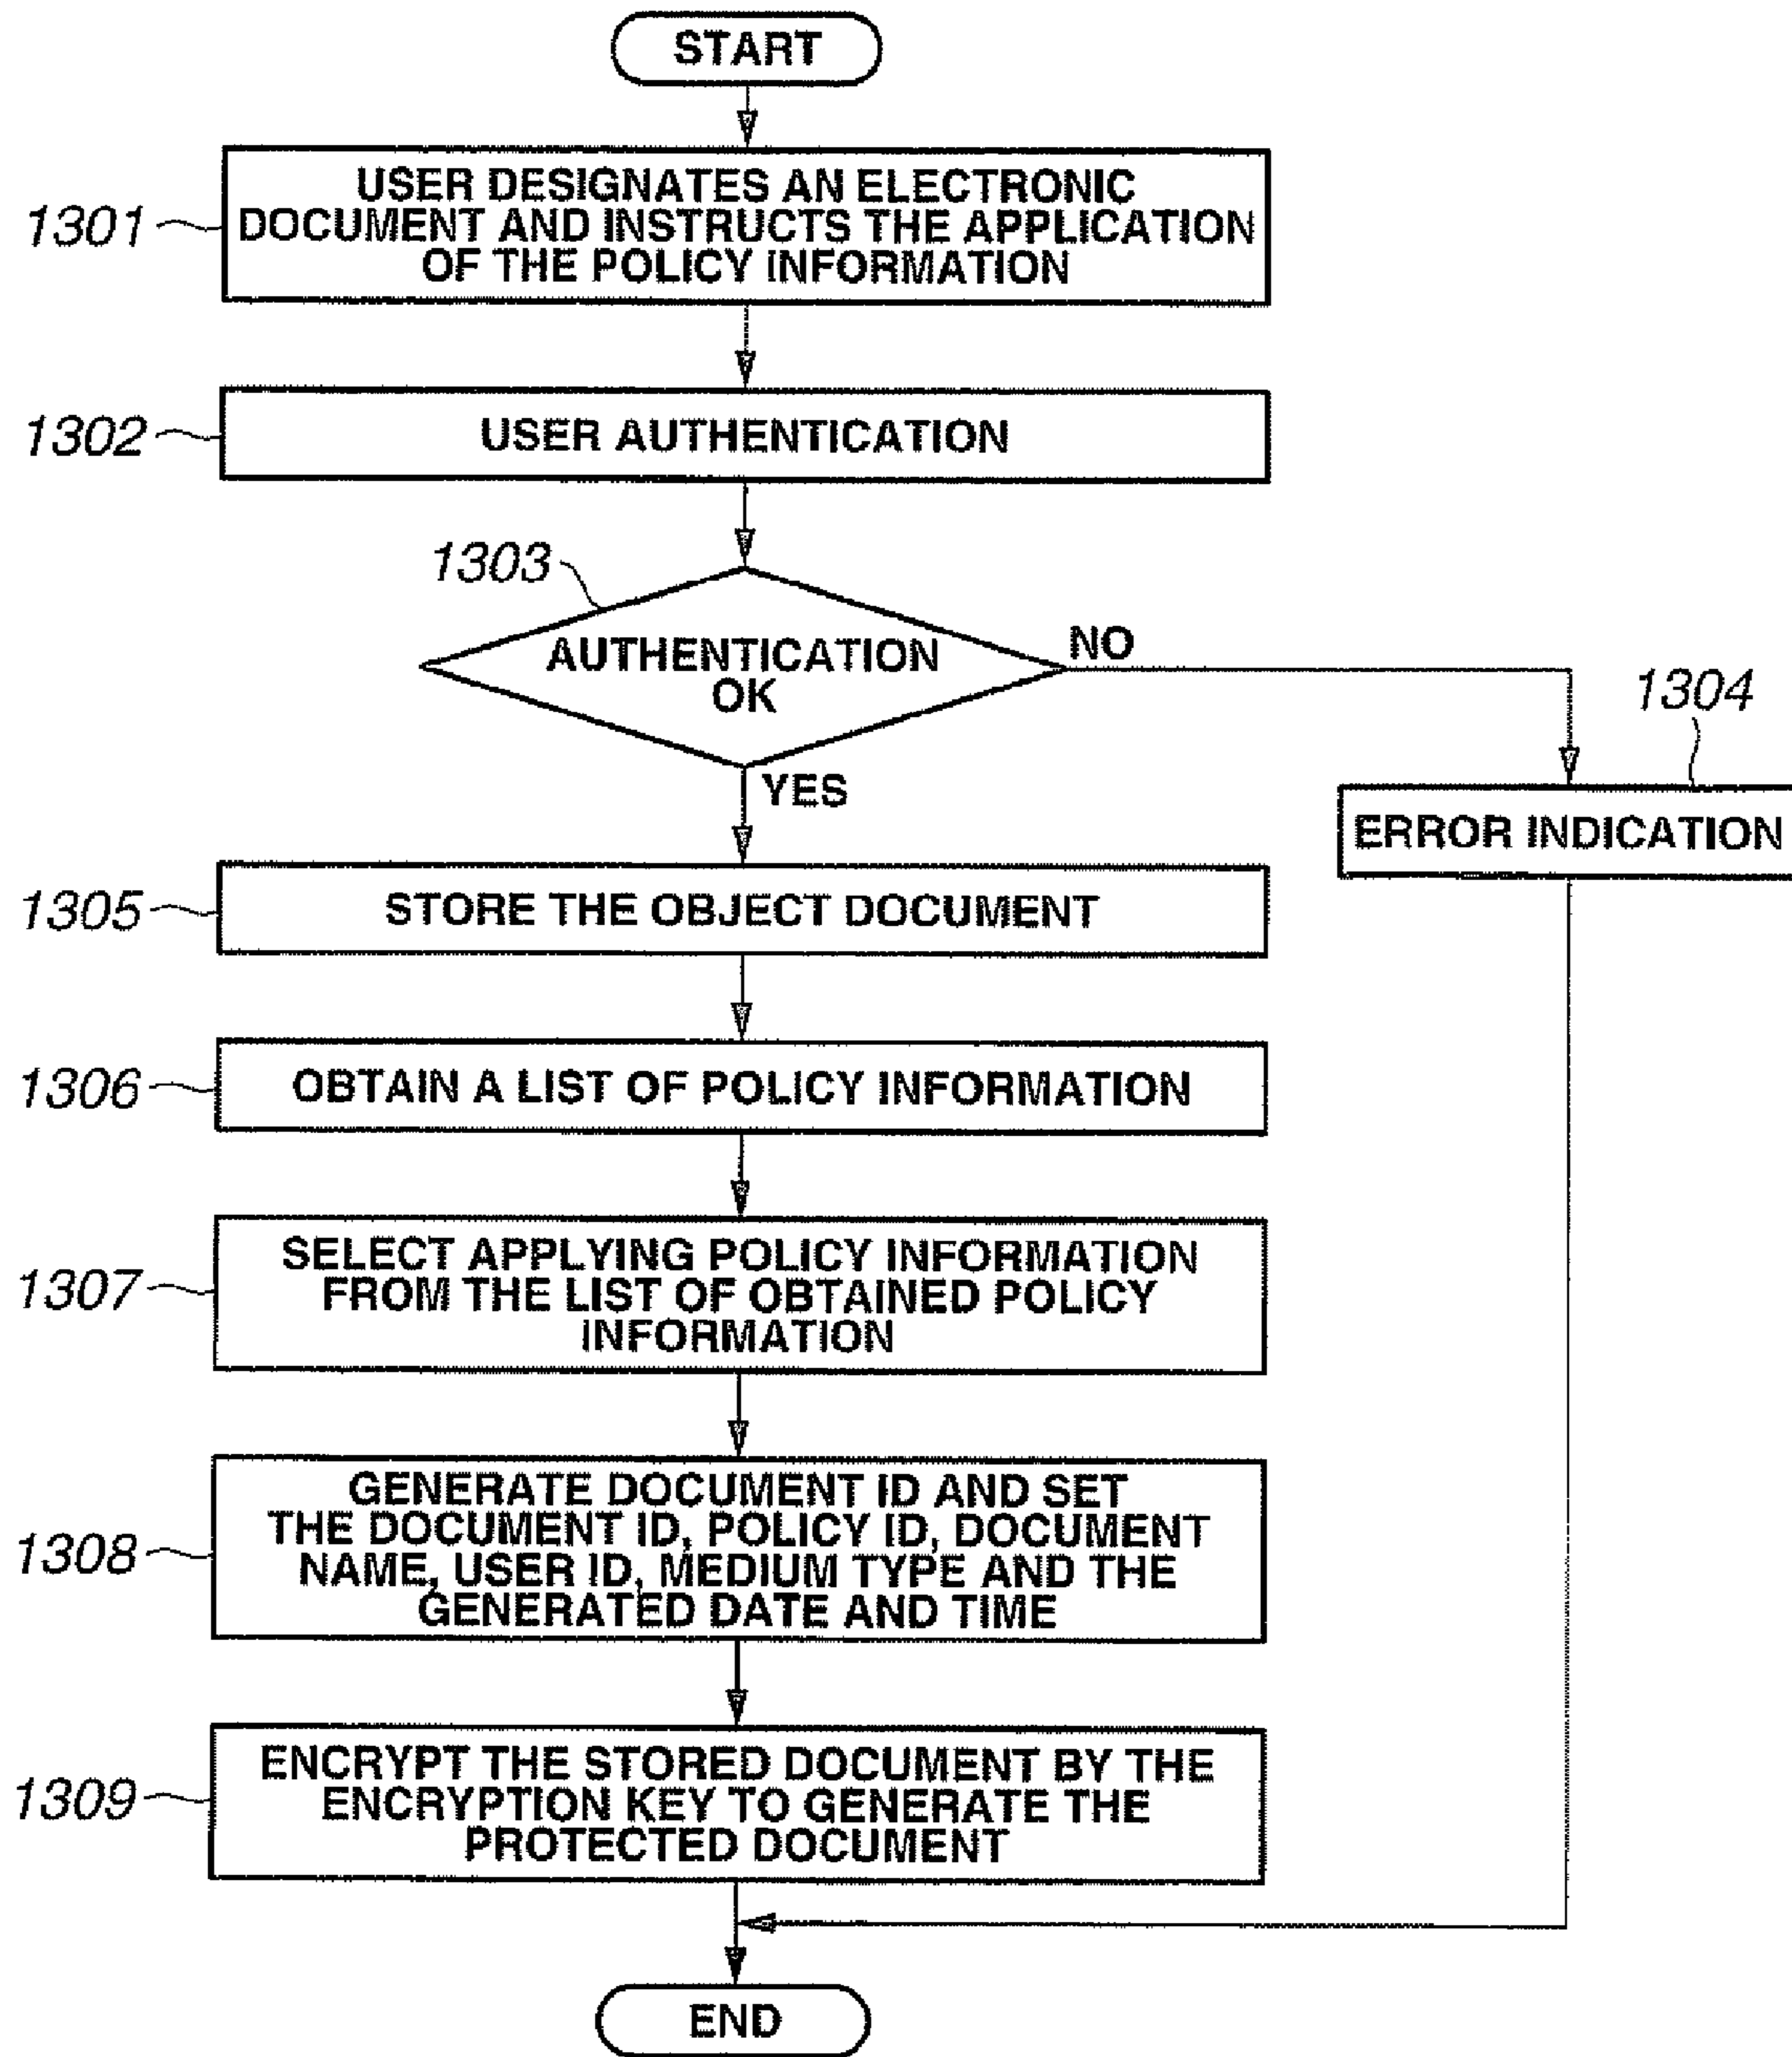 START
1301
USER DESIGNATES AN ELECTRONIC
DOCUMENT AND INSTRUCTS THE APPLICATION
OF THE POLICY INFORMATION
1302
USER AUTHENTICATION
1303
AUTHENTICATION
OK
NO
YES
1304
ERROR INDICATION
1305
STORE THE OBJECT DOCUMENT
1306
OBTAIN A LIST OF POLICY INFORMATION
1307
SELECT APPLYING POLICY INFORMATION
FROM THE LIST OF OBTAINED POLICY
INFORMATION
1308
GENERATE DOCUMENT ID AND SET
THE DOCUMENT ID, POLICY ID, DOCUMENT
NAME, USER ID, MEDIUM TYPE AND THE
GENERATED DATE AND TIME
1309
ENCRYPT THE STORED DOCUMENT BY THE
ENCRYPTION KEY TO GENERATE THE
PROTECTED DOCUMENT
END